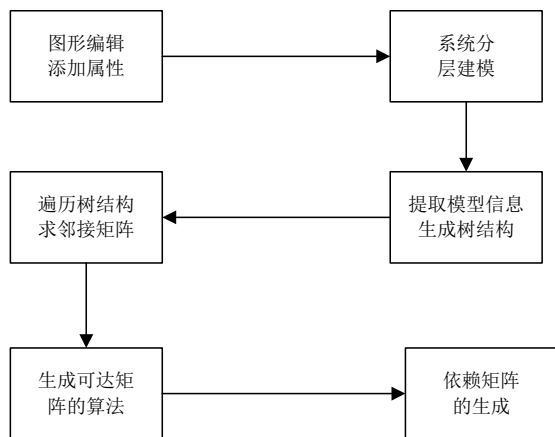 图形编辑
添加属性
系统分
层建模
遍历树结构
求邻接矩阵
提取模型信息
生成树结构
生成可达矩
阵的算法
依赖矩阵
的生成